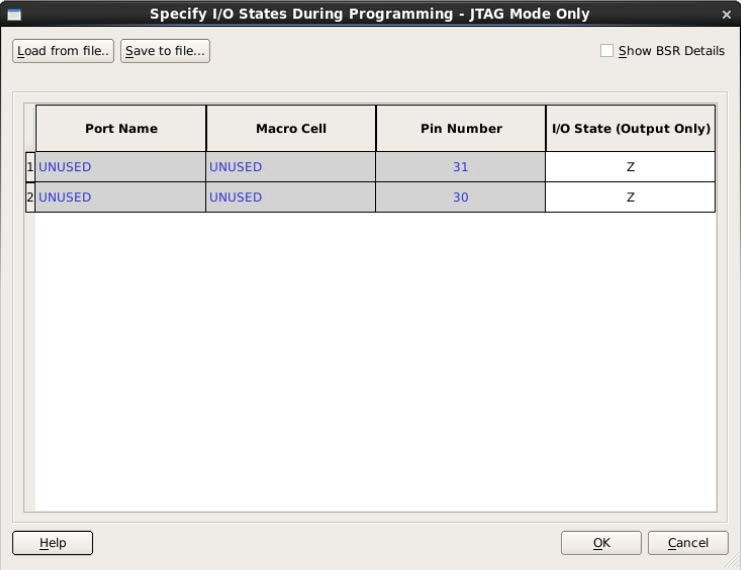 Specify I/O States During Programming - JTAG Mode Only
Load from file.. Save to file... Show BSR Details
Port Name Macro Cell Pin Number I/O State (Output Only)
1 UNUSED UNUSED 31 Z
2 UNUSED UNUSED 30 Z
Help OK Cancel